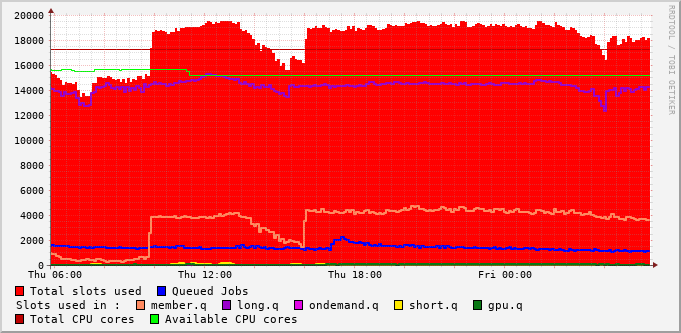 20000
18000
16000
14000
12000
10000
8000
6000
4000
2000
0
Thu 06:00 Thu 12:00 Thu 18:00 Fri 00:00
Total slots used Queued Jobs
Slots used in : member.q long.q ondemand.q short.q gpu.q
Total CPU cores Available CPU cores
RRDTOOL / TOBI OETIKER